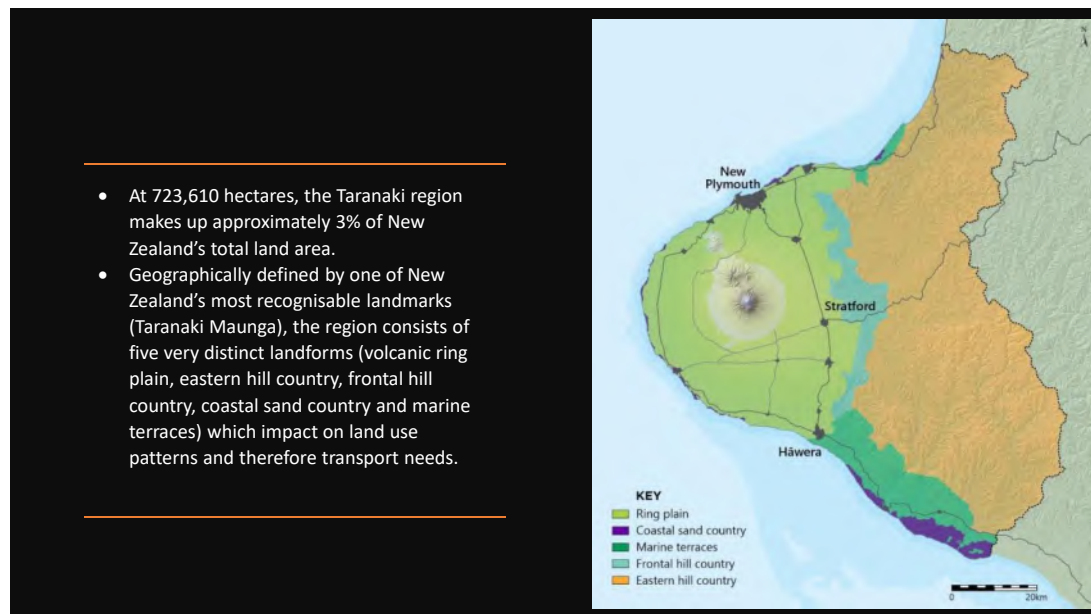 • At 723,610 hectares, the Taranaki region
makes up approximately 3% of New
Zealand’s total land area.
• Geographically defined by one of New
Zealand’s most recognisable landmarks
(Taranaki Maunga), the region consists of
five very distinct landforms (volcanic ring
plain, eastern hill country, frontal hill
country, coastal sand country and marine
terraces) which impact on land use
patterns and therefore transport needs.
N
New
Plymouth
Stratford
Hāwera
KEY
Ring plain
Coastal sand country
Marine terraces
Frontal hill country
Eastern hill country
0 20km